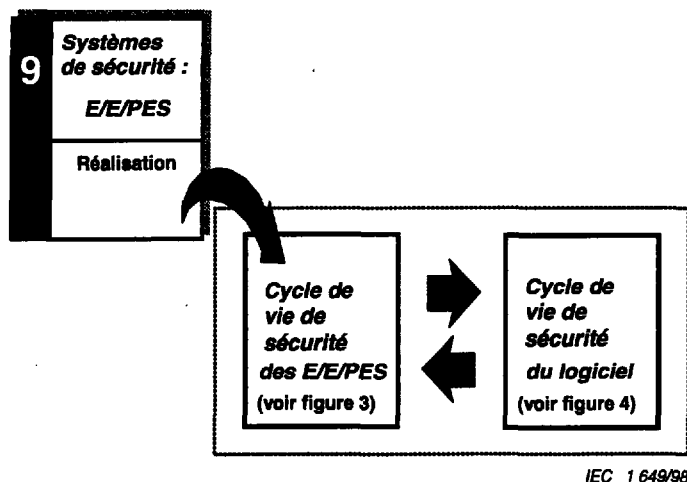 9
Systèmes
de sécurité :
E/E/PES
Réalisation
Cycle de
vie de
sécurité
des E/E/PES
(voir figure 3)
Cycle de
vie de
sécurité
du logiciel
(voir figure 4)
IEC 1 649/98